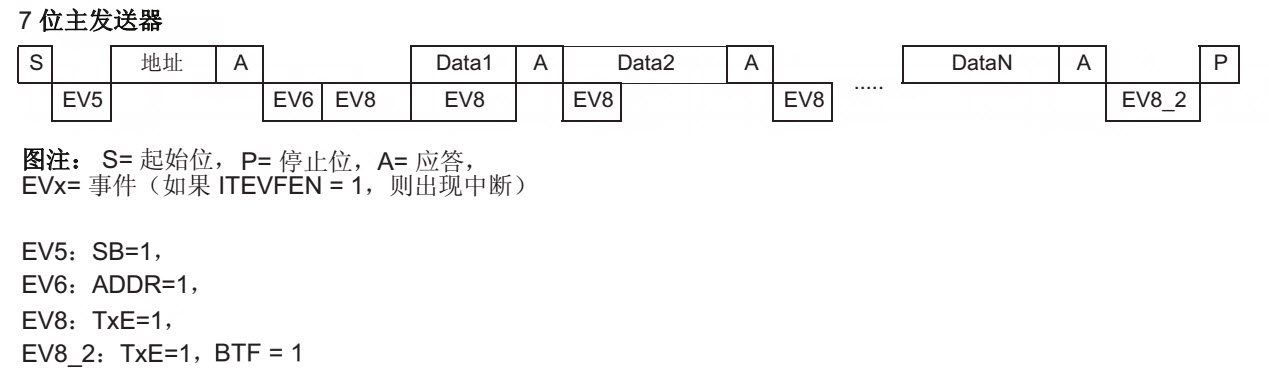 7 位主发送器
S 地址 A Data1 A Data2 A DataN A P
EV5 EV6 EV8 EV8 EV8 EV8 ..... EV8_2
图注： S= 起始位，P= 停止位，A= 应答，
EVx= 事件（如果 ITEVFEN = 1，则出现中断）
EV5：SB=1，
EV6：ADDR=1，
EV8：TxE=1，
EV8_2：TxE=1，BTF = 1